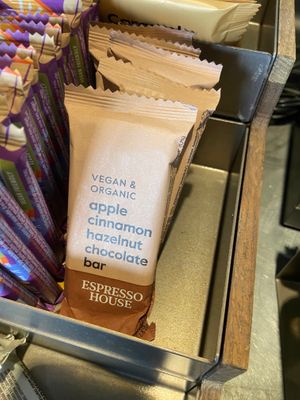 VEGAN &
ORGANIC
apple
cinnamon
hazelnut
chocolate
bar
ESPRESSO
HOUSE